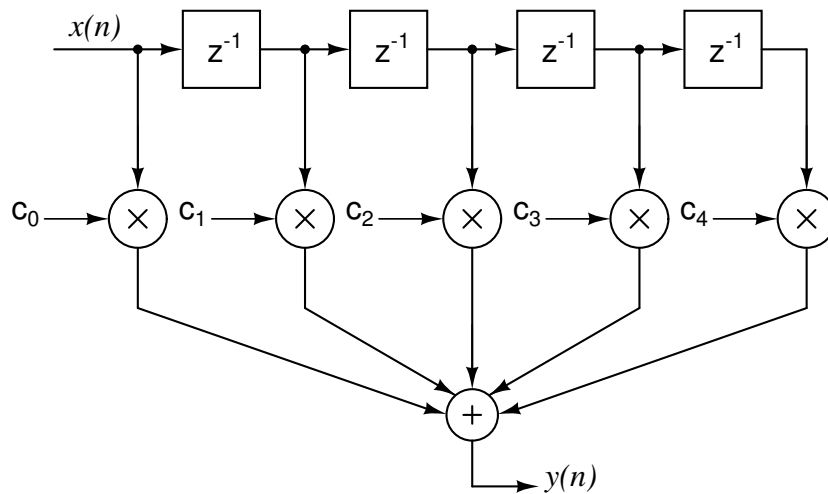 x(n)
z⁻¹ z⁻¹ z⁻¹ z⁻¹
c₀ × c₁ × c₂ × c₃ × c₄ ×
+
y(n)